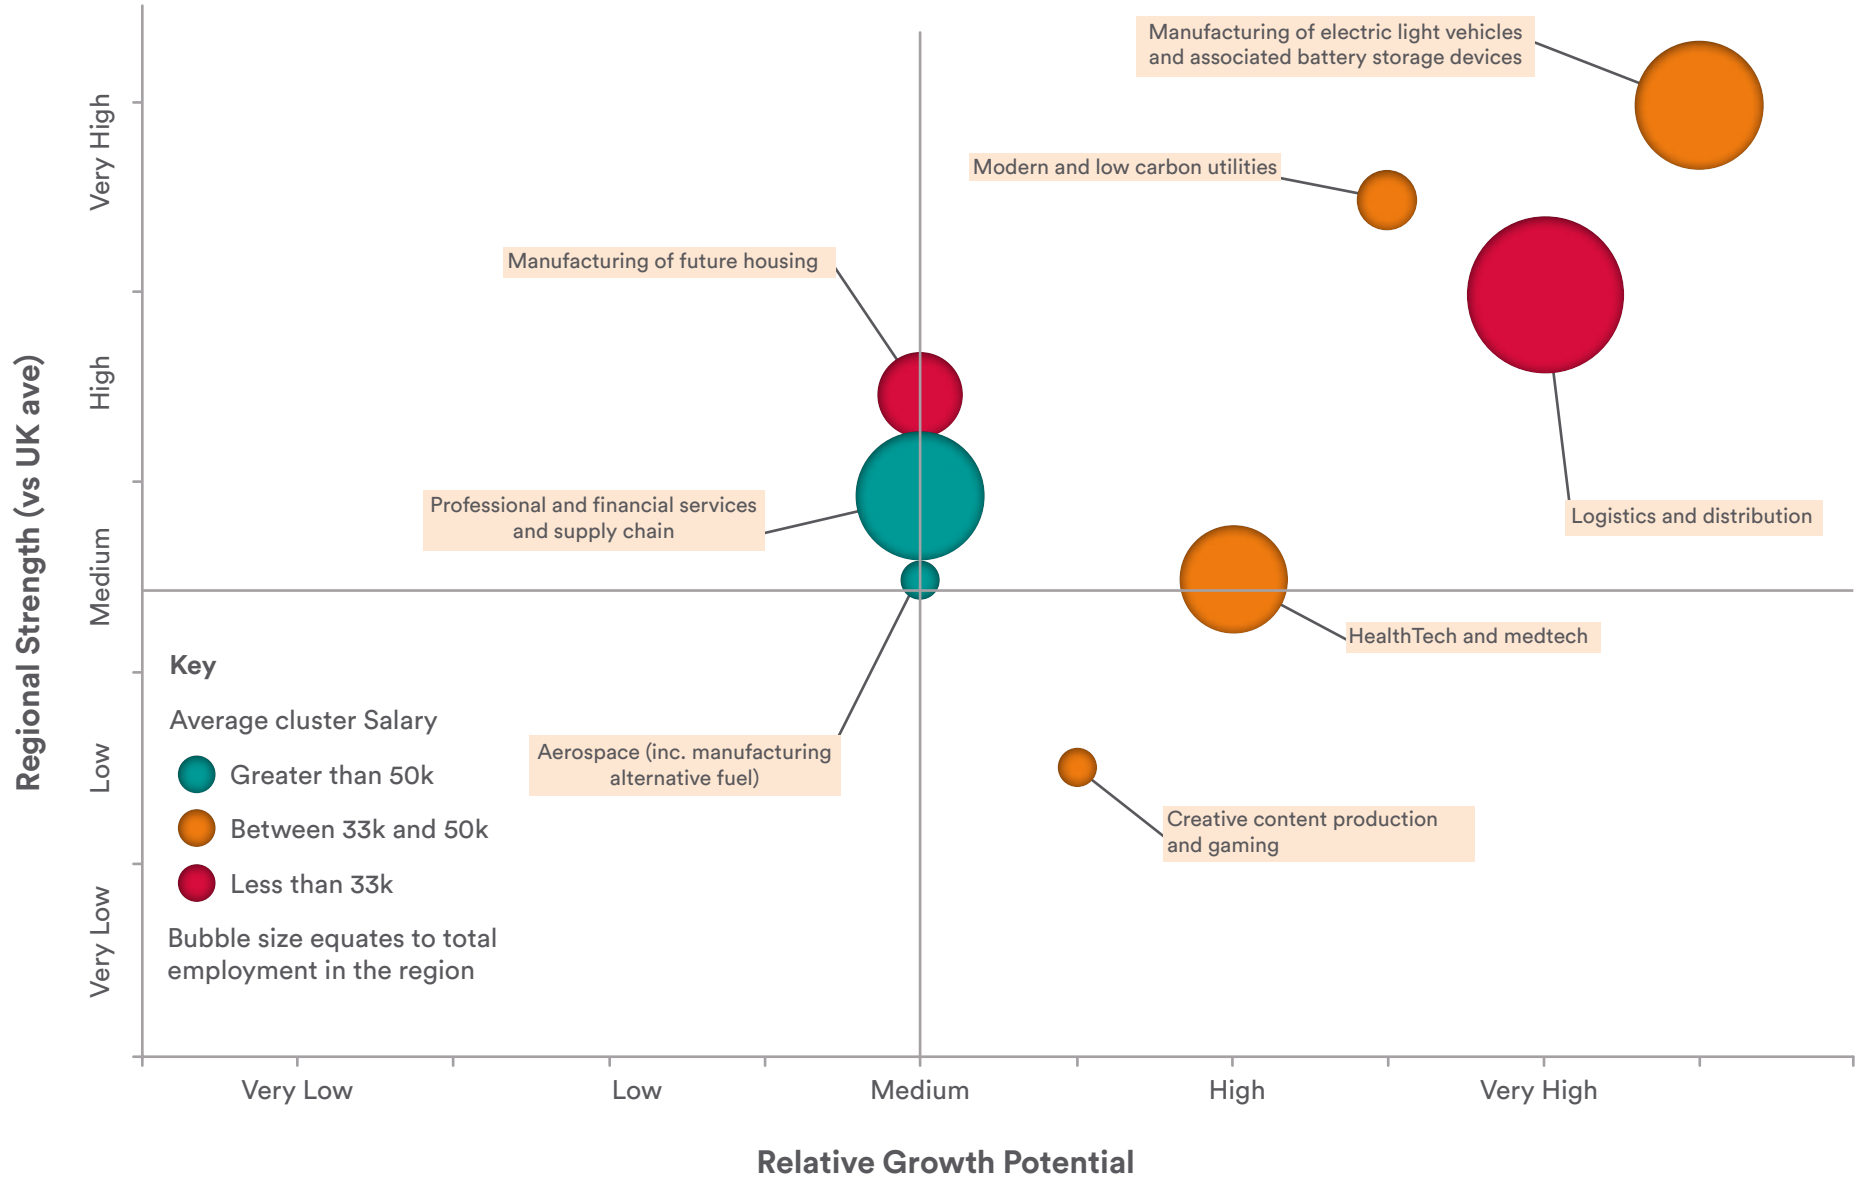 Manufacturing of electric light vehicles
and associated battery storage devices
Modern and low carbon utilities
Manufacturing of future housing
Professional and financial services
and supply chain
Logistics and distribution
HealthTech and medtech
Aerospace (inc. manufacturing
alternative fuel)
Creative content production
and gaming
Key
Average cluster Salary
Greater than 50k
Between 33k and 50k
Less than 33k
Bubble size equates to total
employment in the region
Regional Strength (vs UK ave)
Very High
High
Medium
Low
Very Low
Very Low
Low
Medium
High
Very High
Relative Growth Potential